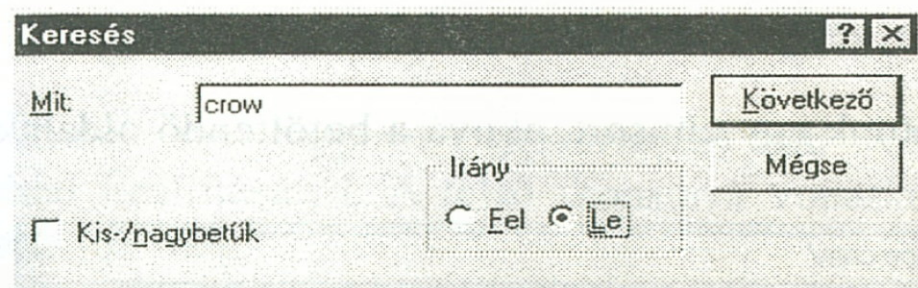 Keresés
Mit: crow Következő
Irány Mégse
Kis-/nagybetűk Fel Le